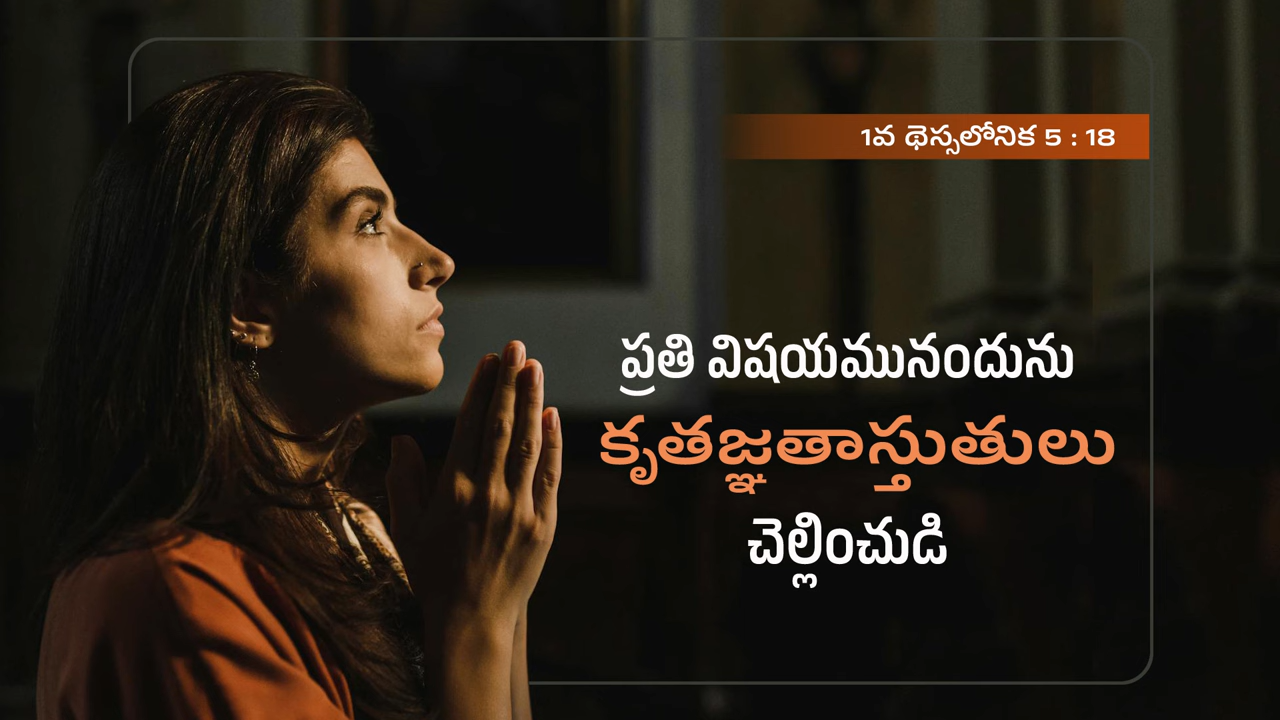 1వ థెస్సలోనిక 5 : 18
ప్రతి విషయమునందును
కృతజ్ఞతాస్తుతులు
చెల్లించుడి